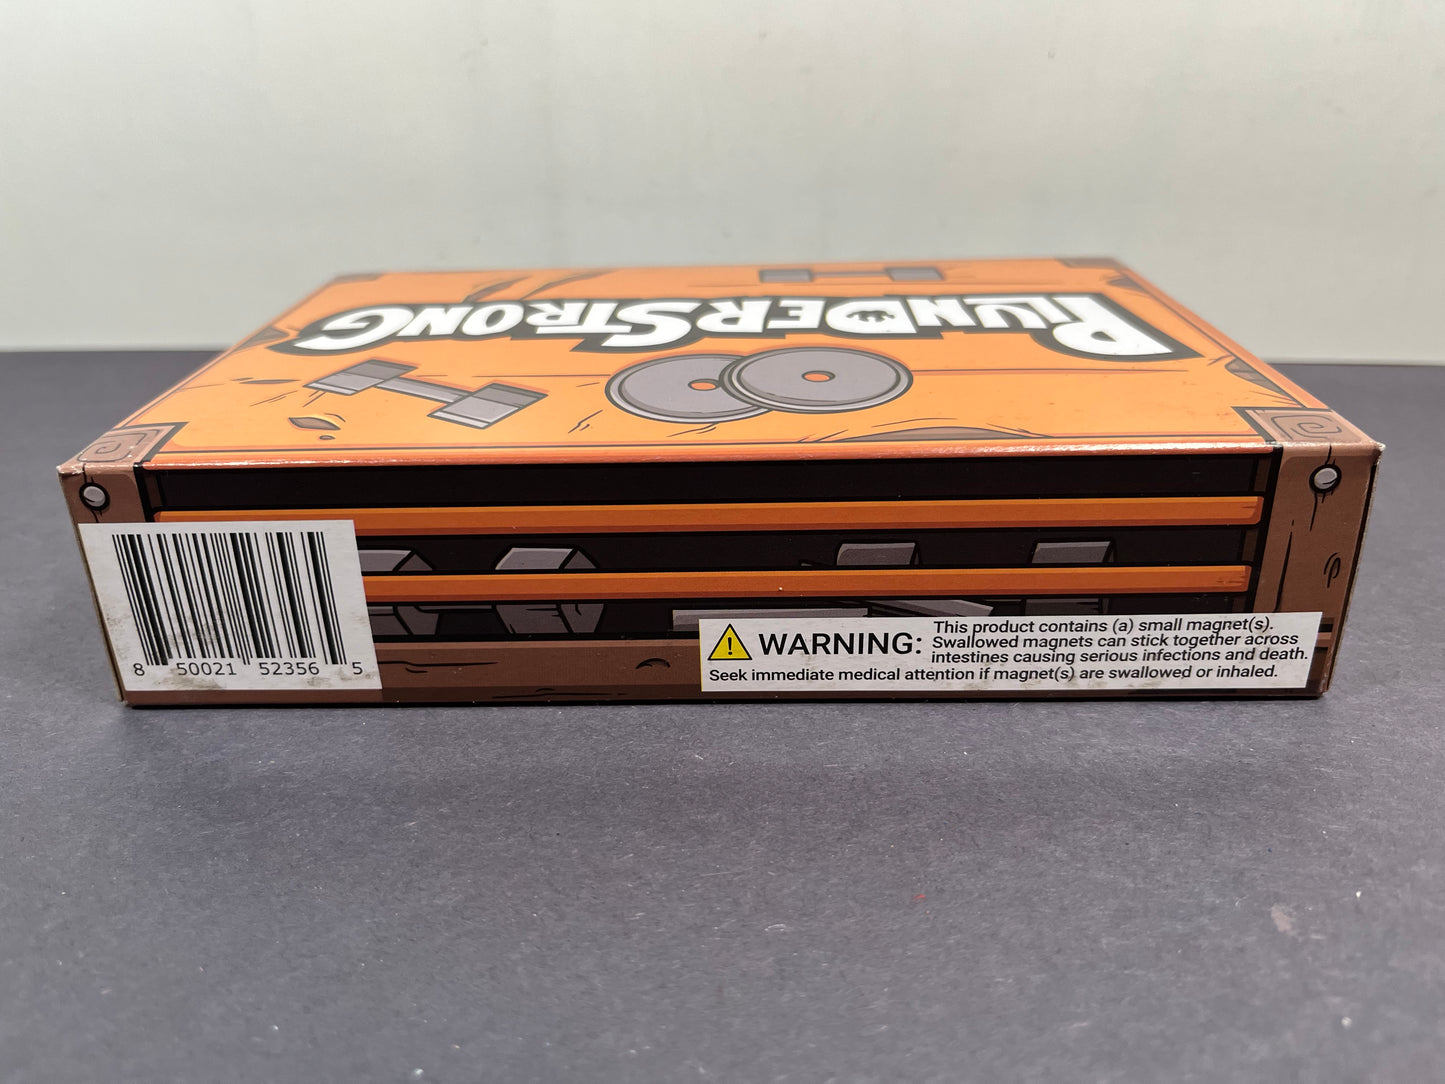 PLUNDERSTRONG
8 50021 52356 5
WARNING:
This product contains (a) small magnet(s).
Swallowed magnets can stick together across
intestines causing serious infections and death.
Seek immediate medical attention if magnet(s) are swallowed or inhaled.